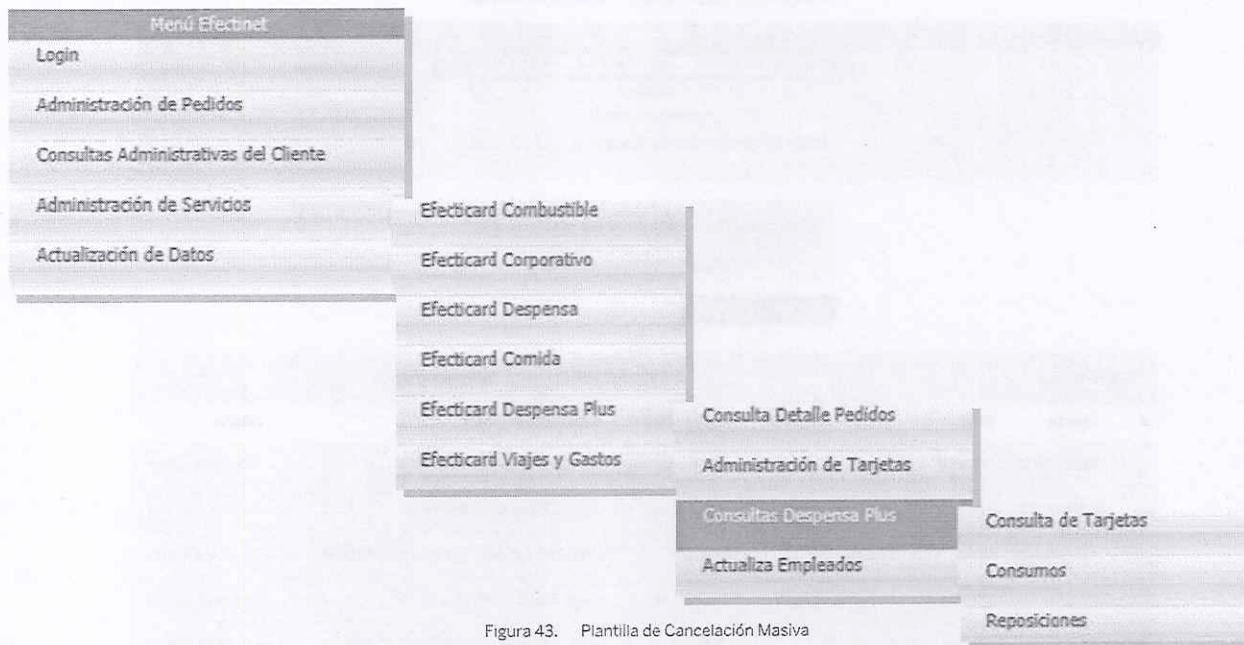 Menú Efectinet
Login
Administración de Pedidos
Consultas Administrativas del Cliente
Administración de Servicios
Actualización de Datos
Efecticard Combustible
Efecticard Corporativo
Efecticard Despensa
Efecticard Comida
Efecticard Despensa Plus
Efecticard Viajes y Gastos
Consulta Detalle Pedidos
Administración de Tarjetas
Consultas Despensa Plus
Actualiza Empleados
Consulta de Tarjetas
Consumos
Reposiciones
Figura 43. Plantilla de Cancelación Masiva